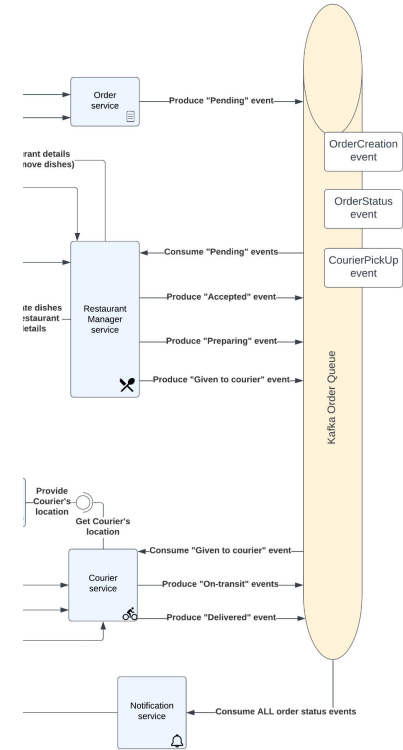 Order
service
Produce "Pending" event
OrderCreation
event
OrderStatus
event
CourierPickUp
event
details
dishes)
Consume "Pending" events
Restaurant
Manager
service
Produce "Accepted" event
dishes
details
Produce "Preparing" event
Produce "Given to courier" event
Kafka Order Queue
Provide
Courier's
location
Get Courier's
location
Consume "Given to courier" event
Courier
service
Produce "On-transit" events
Produce "Delivered" event
Notification
service
Consume ALL order status events